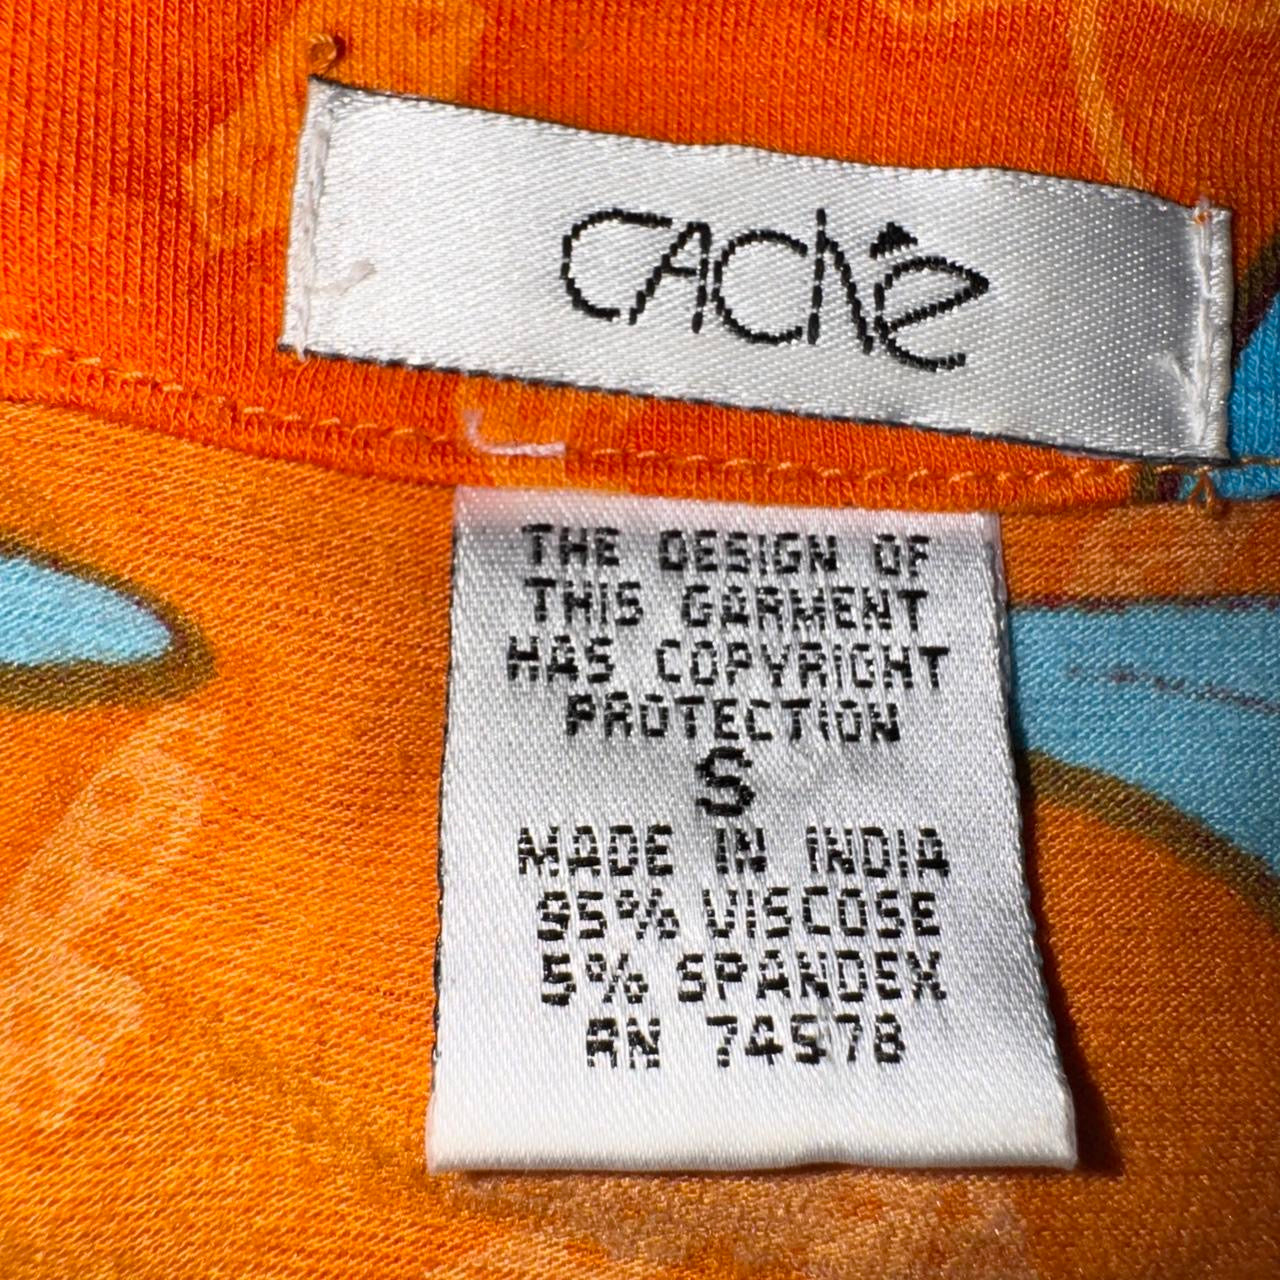 CACHÉ
THE DESIGN OF
THIS GARMENT
HAS COPYRIGHT
PROTECTION
S
MADE IN INDIA
95% VISCOSE
5% SPANDEX
RN 74578